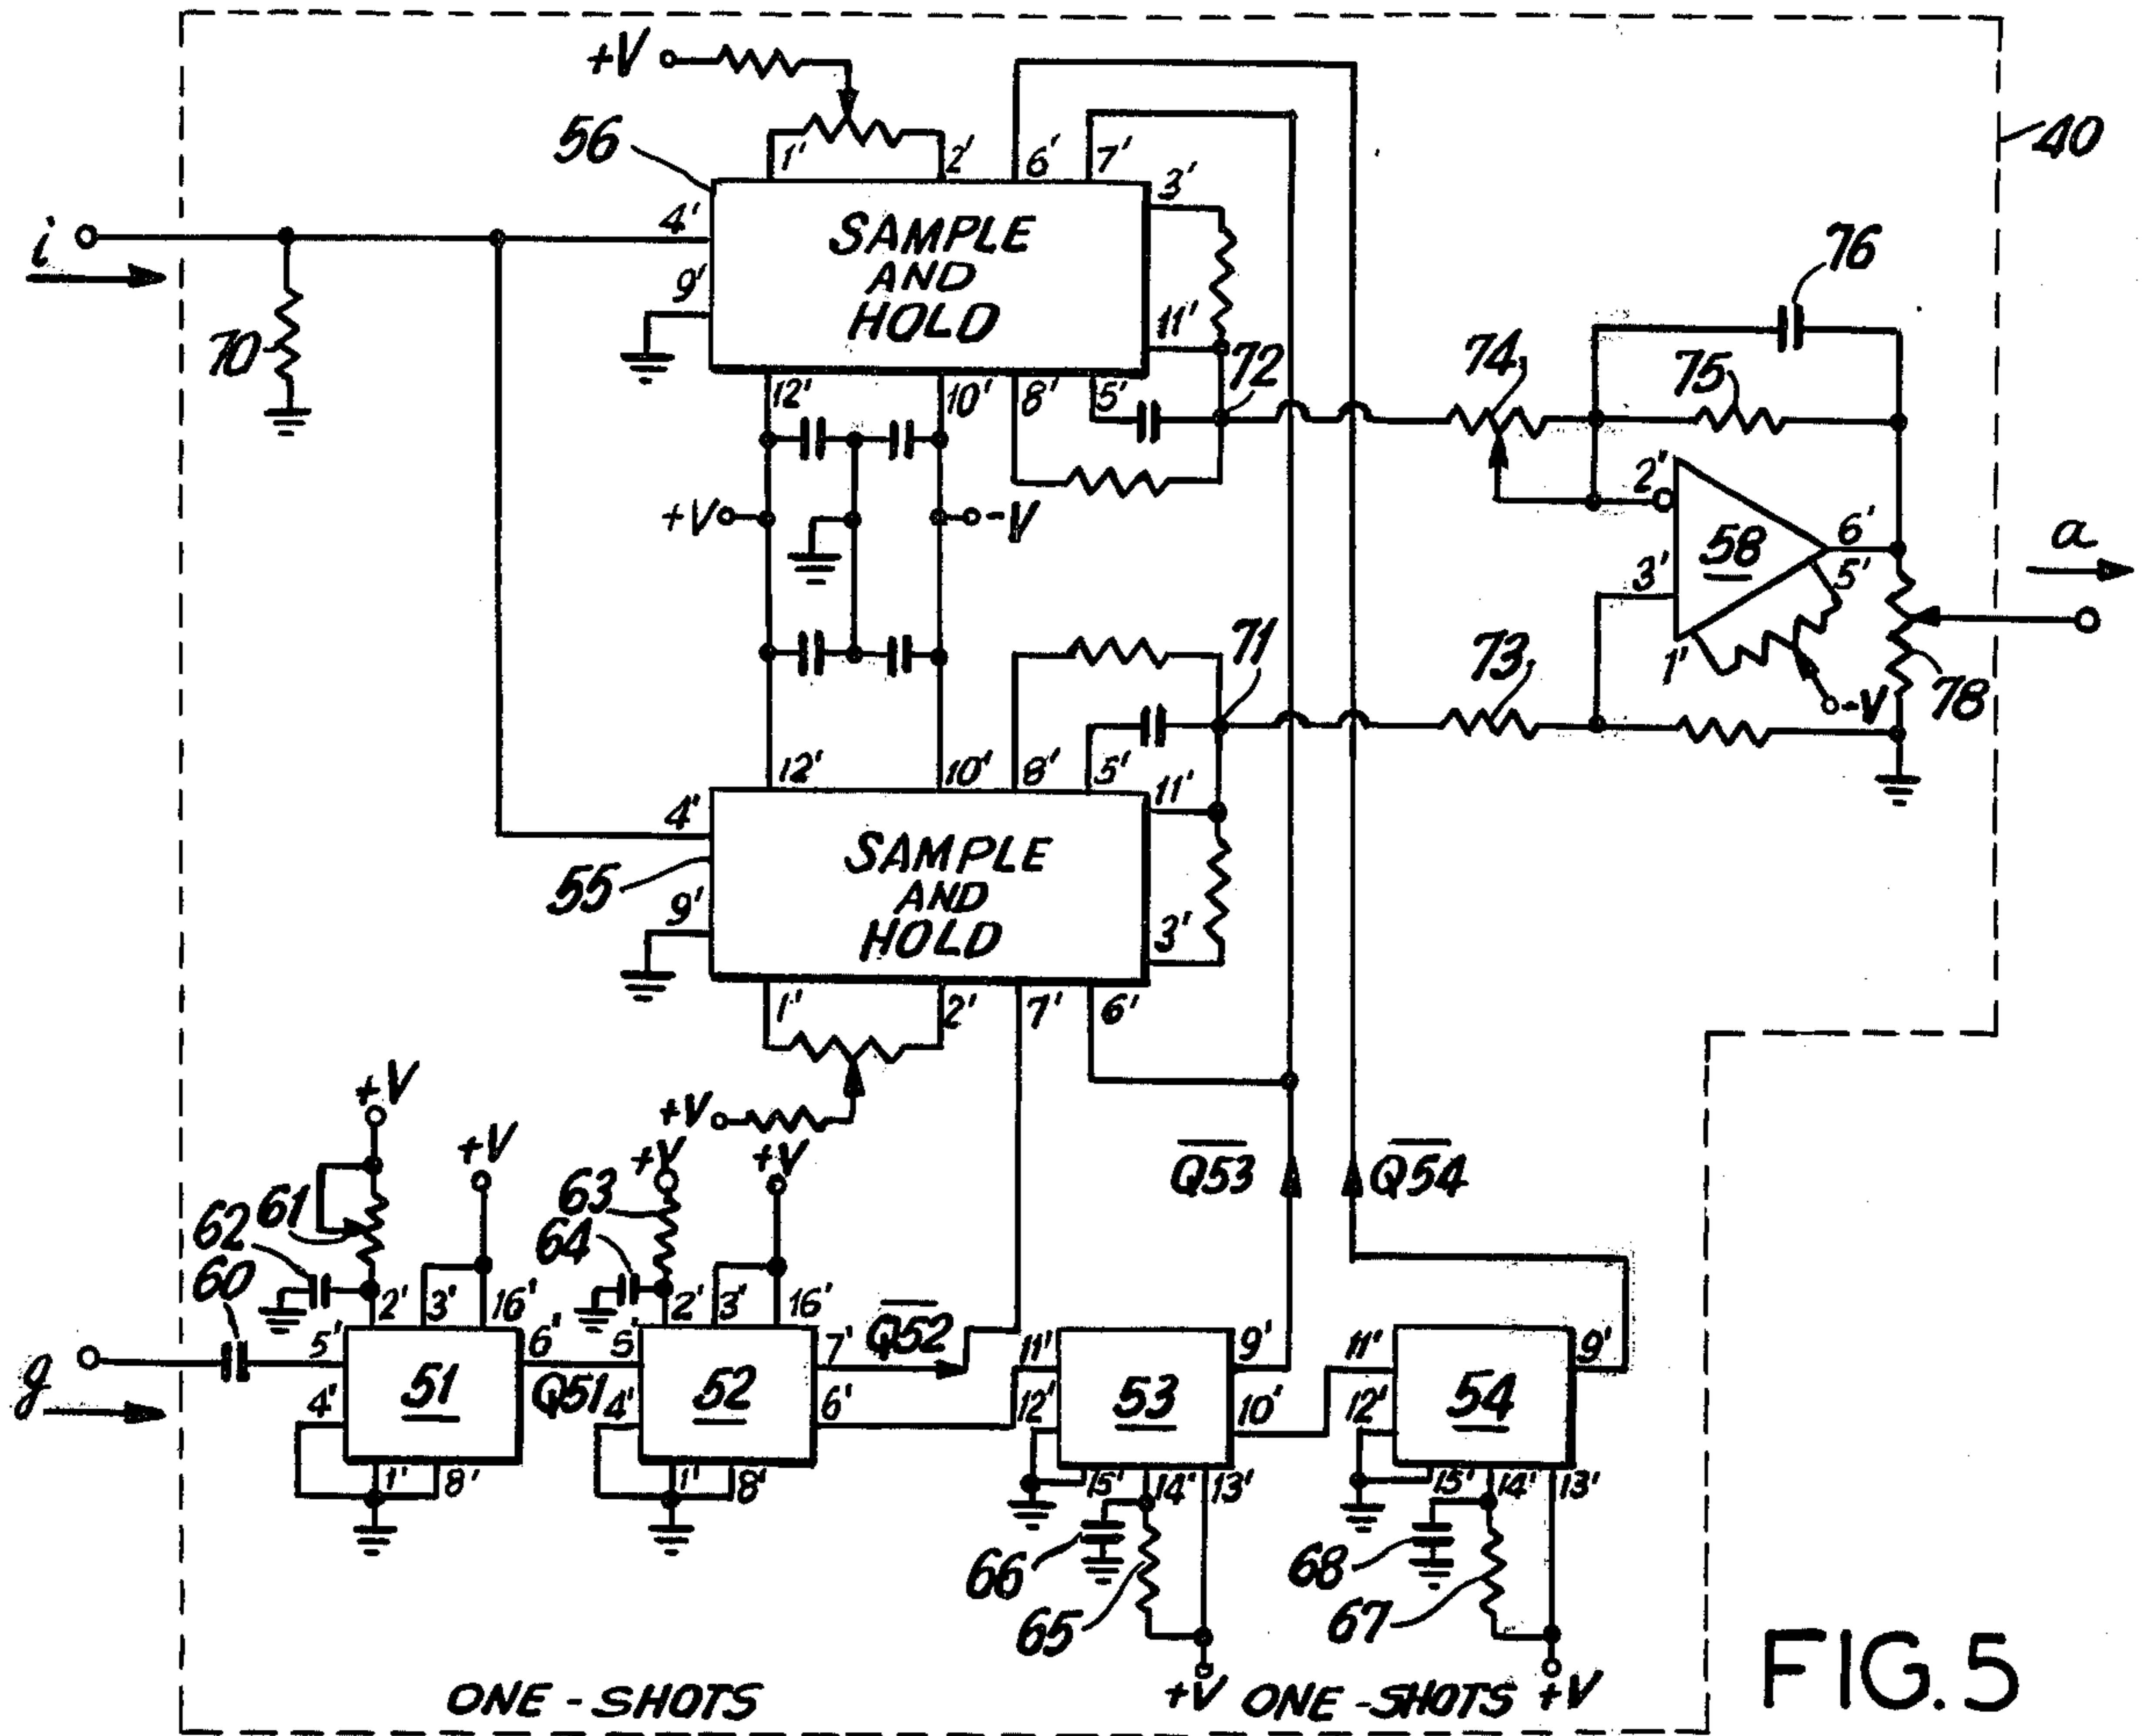 +V
40
56
1' 2' 6' 7'
3'
i
4'
SAMPLE
AND
HOLD
9'
11'
70
72
76
74
75
12' 10' 8' 5'
2'
+V -V
58
6'
a
3'
5'
1'
-V
78
71
73
12' 10' 8' 5'
11'
4'
SAMPLE
AND
HOLD
55
9'
3'
1' 2' 7' 6'
+V
+V
+V
+V
+V
Q53 Q54
61
62
60
63
64
2' 3' 16'
2' 3' 16'
5' 6' 5' 7' Q52 11' 9' 11' 9'
g
51 Q51 52 53 54
4' 4' 6' 12' 10' 12'
1' 8' 1' 8' 15' 14' 13' 15' 14' 13'
66
65
68
67
+V
+V
ONE-SHOTS
ONE-SHOTS
FIG. 5